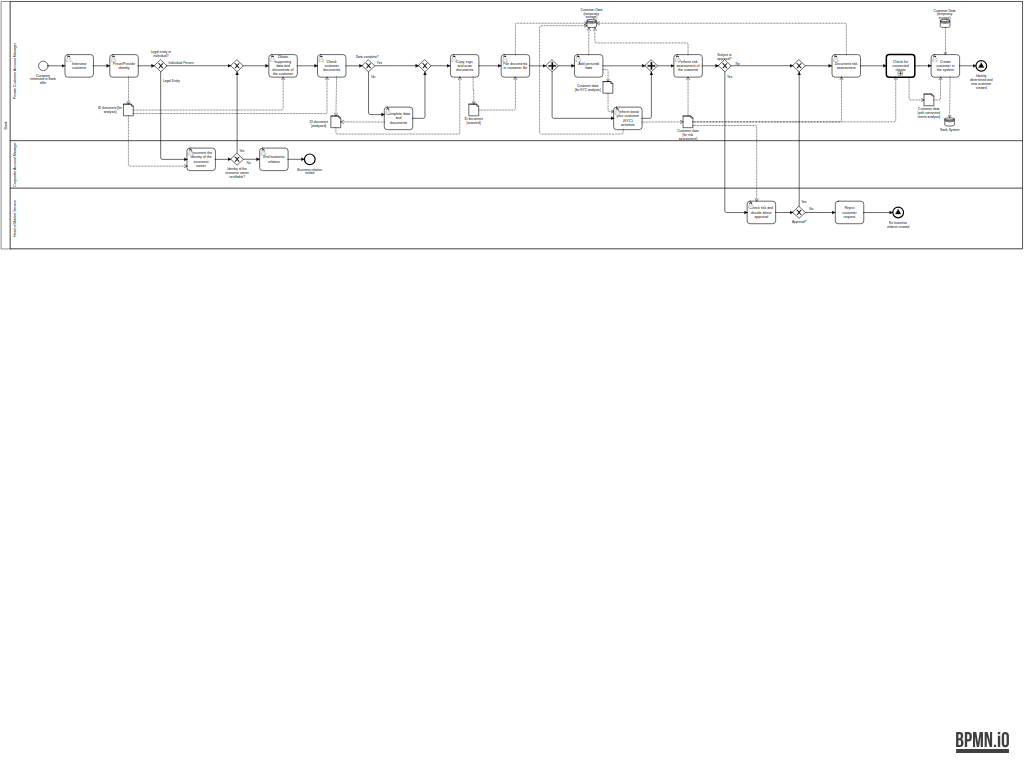 Bank
Private Customer Account Manager
Corporate Account Manager
Head of Market Service
Customer
interested in Bank
offer
Interview
customer
Prove/Provide
identity
Legal entity or
individual?
Individual Person
Legal Entity
ID document [for
analysis]
Document the
identity of the
economic
owner
Yes
No
Identity of the
economic owner
verifiable?
End business
relation
Business relation
ended
Obtain
supporting
data and
documents of
the customer
Check
customer
documents
ID document
[analysed]
Data complete?
Yes
No
Complete data
and
documents
Copy, sign
and scan
documents
ID document
[scanned]
File documents
in customer file
Customer Data
(temporary
storage)
Add personal
data
Customer data
[for KYC analysis]
Perform know
your customer
(KYC)
activities
Perform risk
assessment of
the customer
Customer data
[for risk
assessment]
Subject to
approval?
No
Yes
Check risk and
decide about
approval
Yes
No
Approval?
Reject
customer
request
No business
relation created
Document risk
assessment
Check for
connected
clients
Customer data
[with connected
clients analysis]
Customer Data
(temporary
storage)
Create
customer in
the system
Bank System
Identity
determined and
new customer
created
BPMN.iO